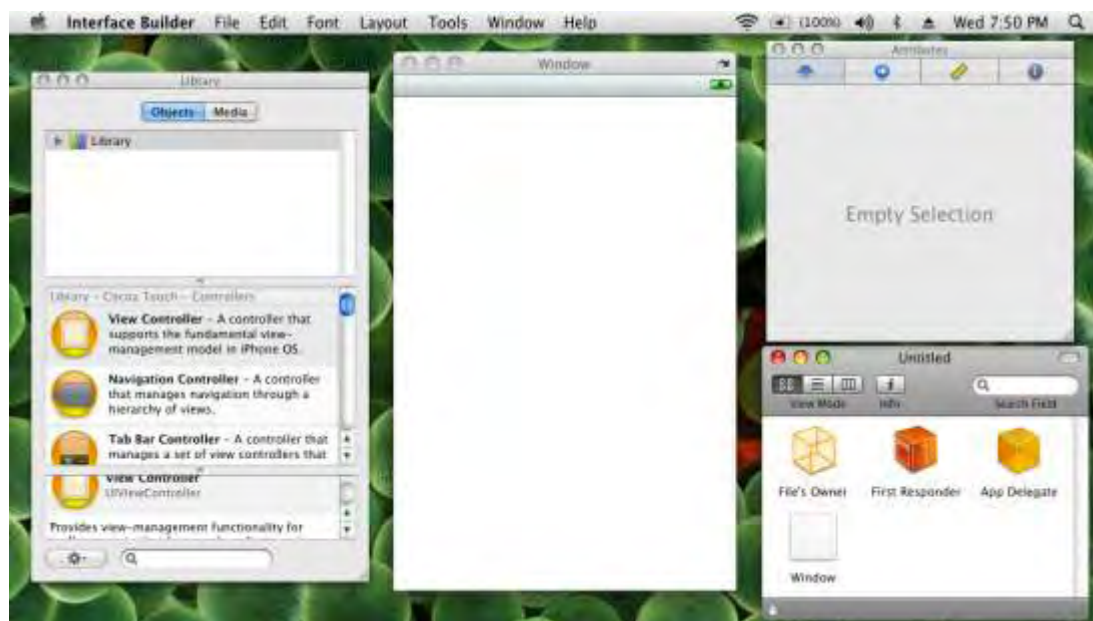 Interface Builder File Edit Font Layout Tools Window Help (100%) Wed 7:50 PM
Library
Objects Media
Library
Library - Cocoa Touch - Controllers
View Controller - A controller that
supports the fundamental view-
management model in iPhone OS.
Navigation Controller - A controller
that manages navigation through a
hierarchy of views.
Tab Bar Controller - A controller that
manages a set of view controllers that
View Controller
UIViewController
Provides view-management functionality for
Window
Attributes
Empty Selection
Untitled
View Mode Info Search Field
File's Owner First Responder App Delegate
Window